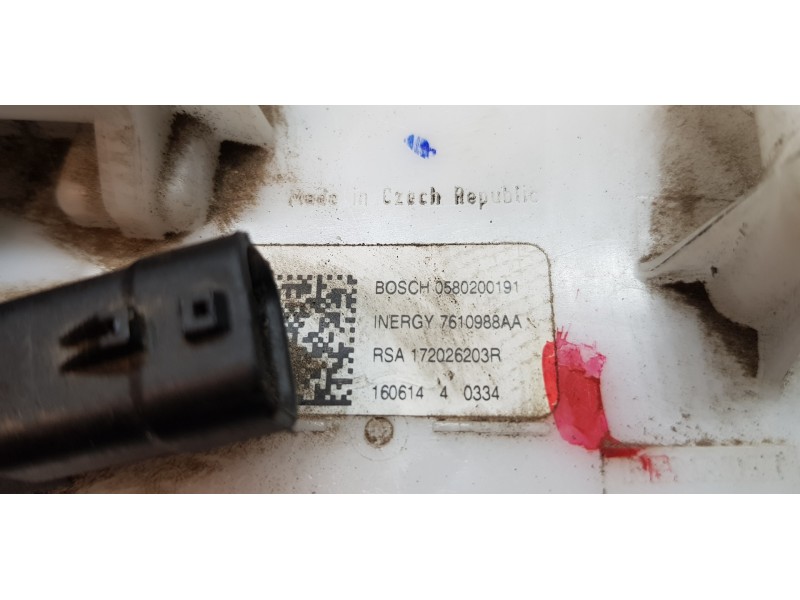 Made in Czech Republic
BOSCH 0580200191
INERGY 7610988AA
RSA 172026203R
160614 4 0334